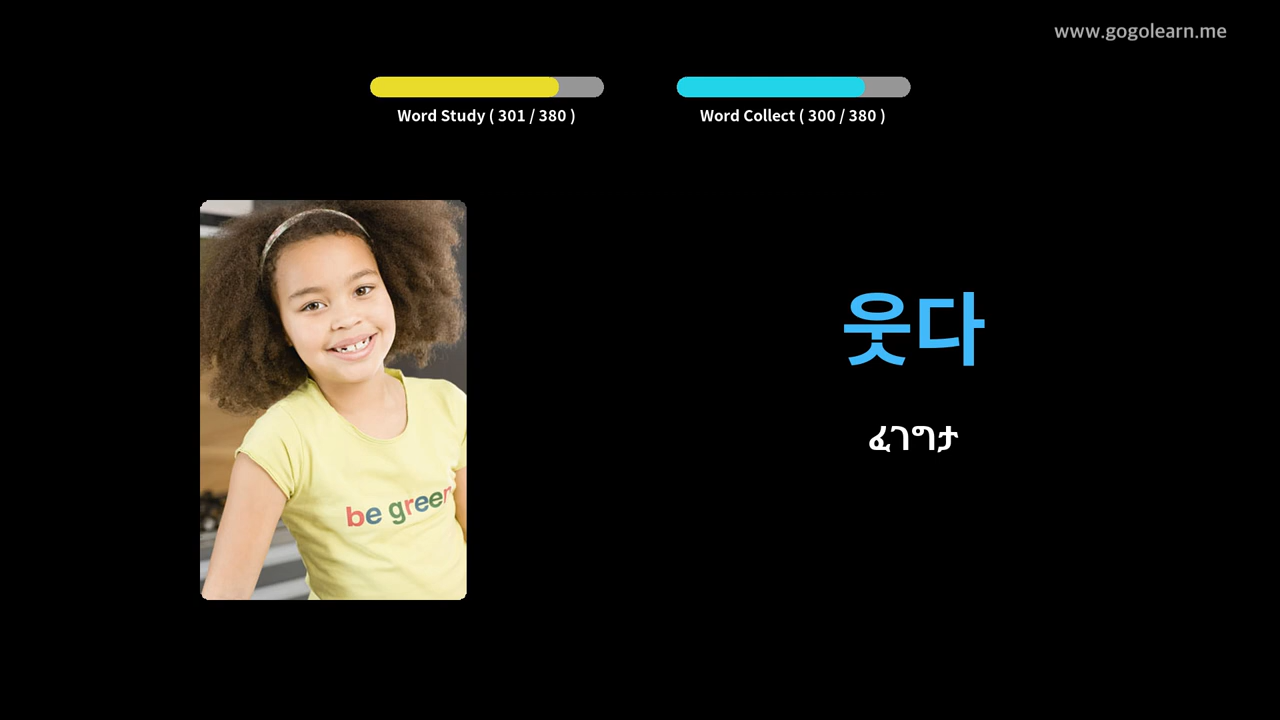 www.gogolearn.me
Word Study ( 301 / 380 )
Word Collect ( 300 / 380 )
웃다
ፈገግታ
be green